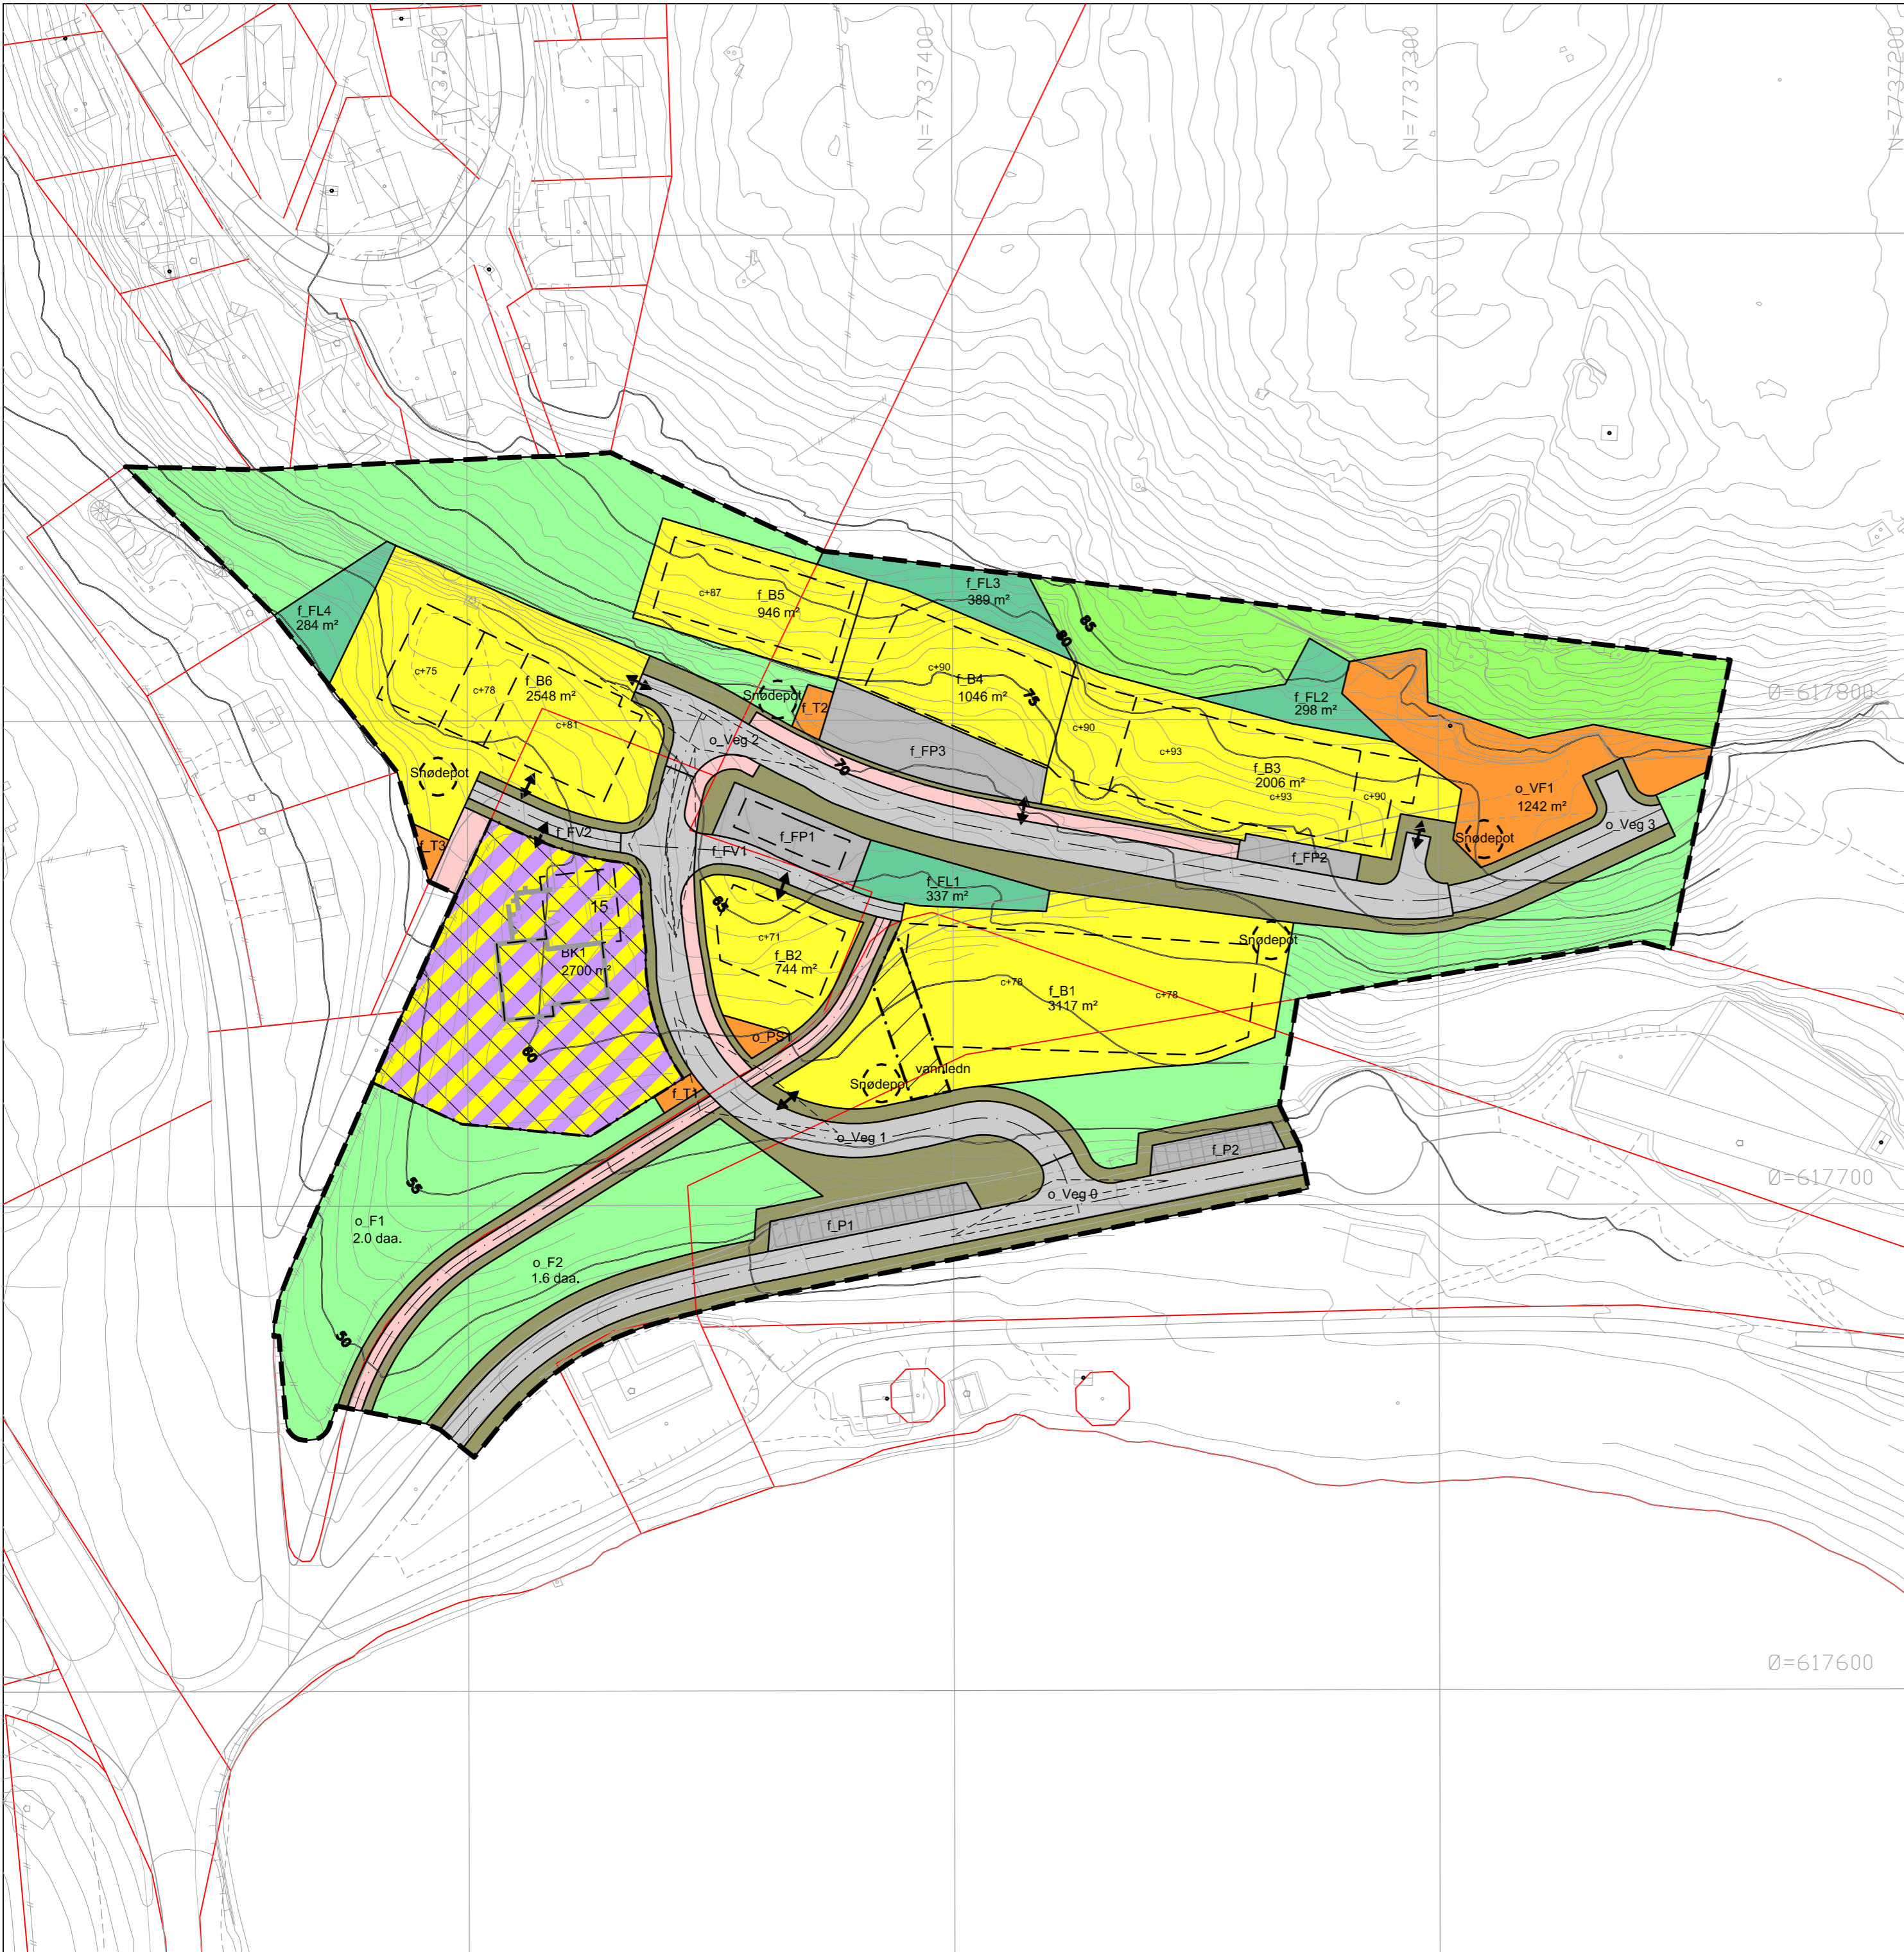 N=7737500
N=7737400
N=7737300
N=7737200
f_FL3
389 m²
f_B5
946 m²
c+87
f_FL4
284 m²
85
80
c+90
f_B4
1046 m²
75
c+75
c+78
f_B6
2548 m²
c+81
Snødepot
f_T2
f_FL2
298 m²
Ø=617800
c+90
c+93
f_B3
2006 m²
c+93
c+90
o_Veg 2
f_FP3
70
Snødepot
o_VF1
1242 m²
Snødepot
o_Veg 3
f_T3
f_FV2
f_FV1
f_FP1
f_FP2
f_FL1
337 m²
65
15
BK1
2700 m²
c+71
f_B2
744 m²
Snødepot
c+78
f_B1
3117 m²
c+78
60
o_PS1
Snødepot
vannledn
f_T1
o_Veg 1
f_P2
55
o_Veg 0
Ø=617700
o_F1
2.0 daa.
f_P1
o_F2
1.6 daa.
50
Ø=617600